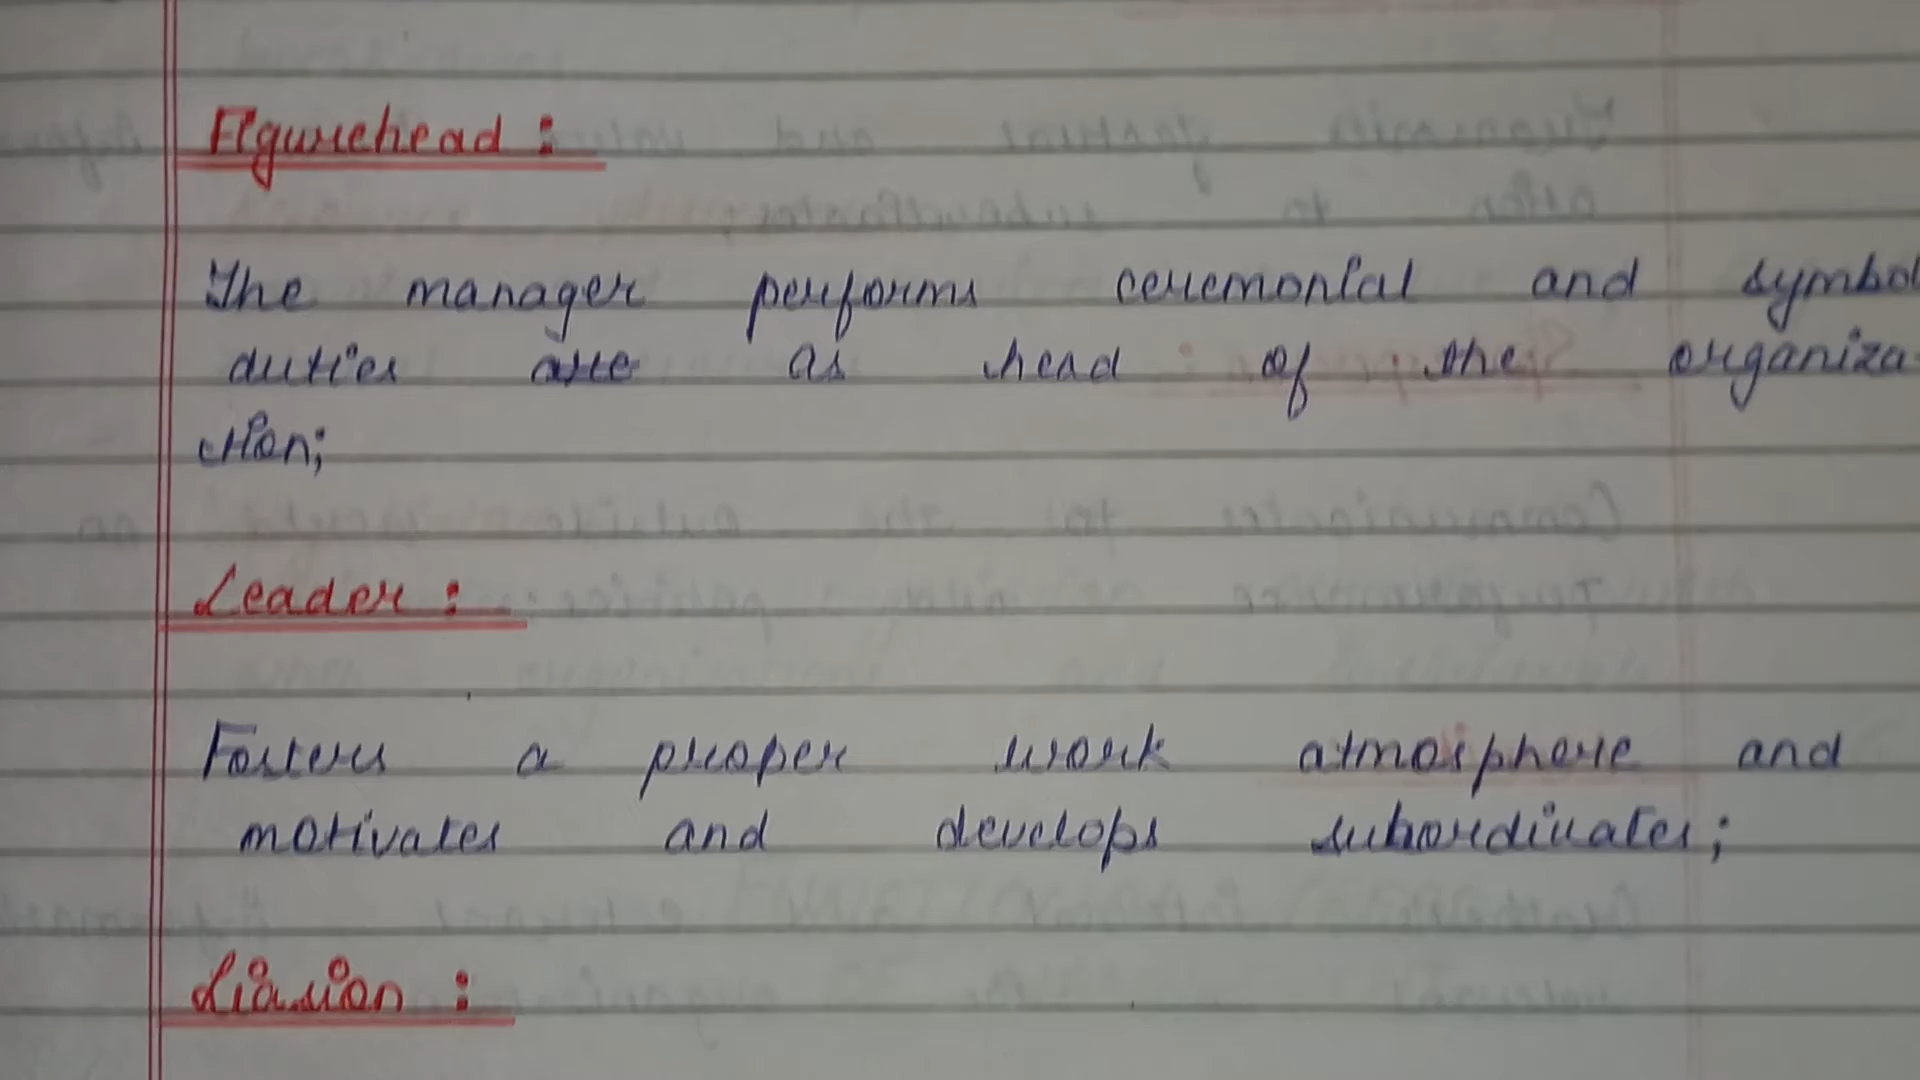 Figurehead :
The manager performs ceremonial and symbol
duties are as head of the organiza-
tion;
Leader :
Fosters a proper work atmosphere and
motivates and develops subordinates;
Liasion :